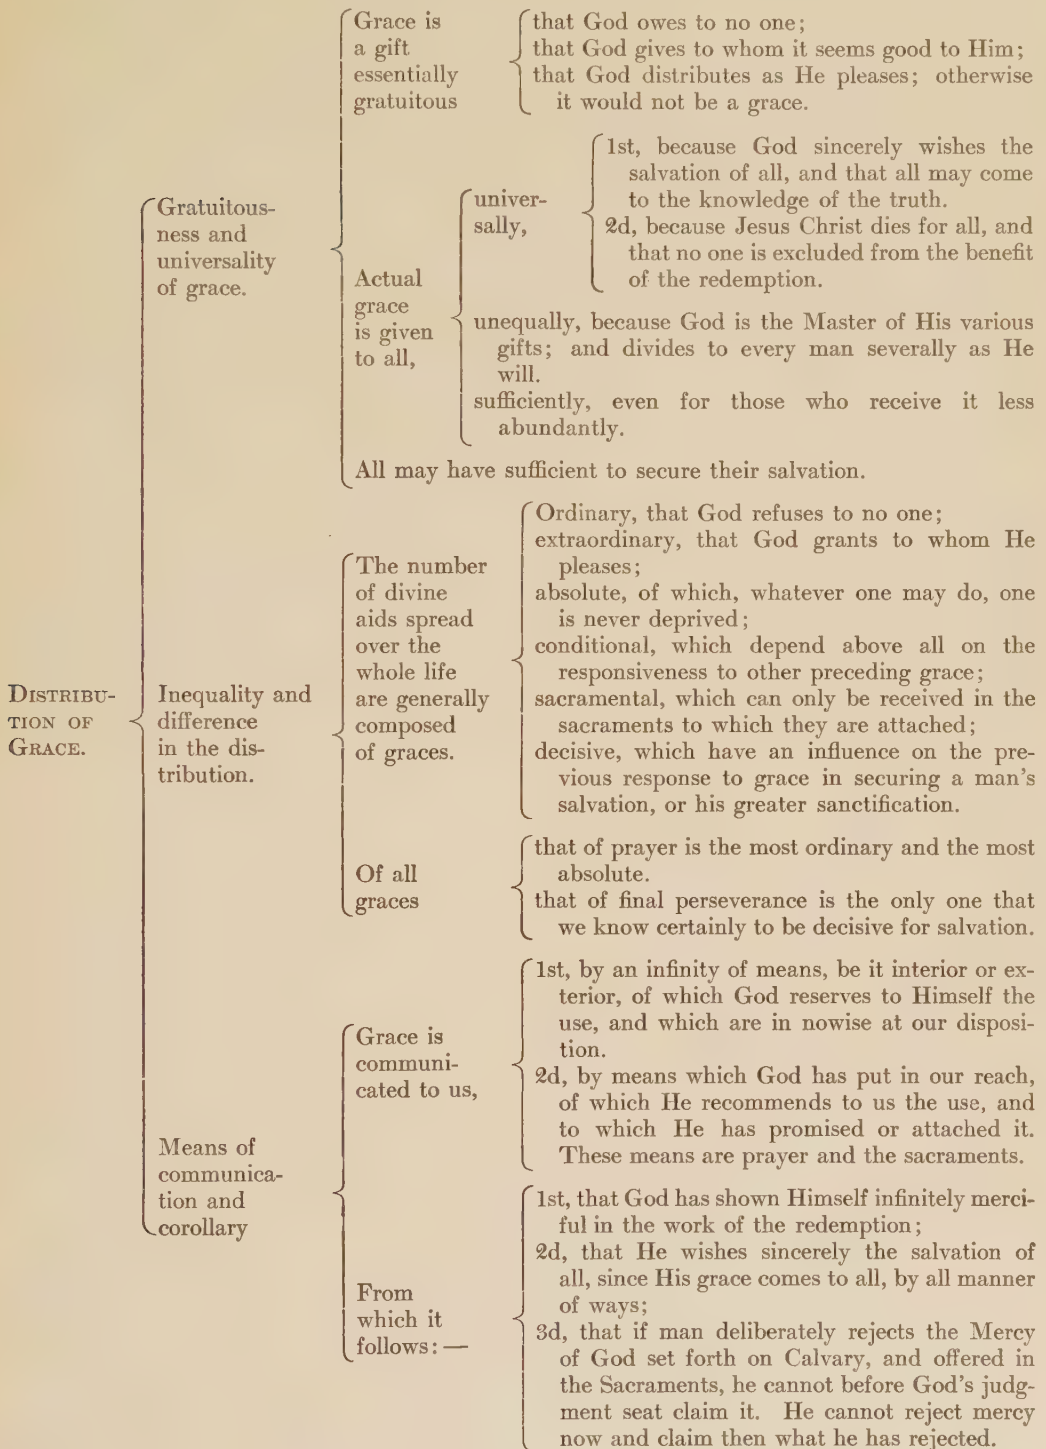 DISTRIBU-
TION OF
GRACE.
Gratuitous-
ness and
universality
of grace.
Grace is
a gift
essentially
gratuitous
that God owes to no one;
that God gives to whom it seems good to Him;
that God distributes as He pleases; otherwise
it would not be a grace.
Actual
grace
is given
to all,
univer-
sally,
1st, because God sincerely wishes the
salvation of all, and that all may come
to the knowledge of the truth.
2d, because Jesus Christ dies for all, and
that no one is excluded from the benefit
of the redemption.
unequally, because God is the Master of His various
gifts; and divides to every man severally as He
will.
sufficiently, even for those who receive it less
abundantly.
All may have sufficient to secure their salvation.
Inequality and
difference
in the dis-
tribution.
The number
of divine
aids spread
over the
whole life
are generally
composed
of graces.
Ordinary, that God refuses to no one;
extraordinary, that God grants to whom He
pleases;
absolute, of which, whatever one may do, one
is never deprived;
conditional, which depend above all on the
responsiveness to other preceding grace;
sacramental, which can only be received in the
sacraments to which they are attached;
decisive, which have an influence on the pre-
vious response to grace in securing a man's
salvation, or his greater sanctification.
Of all
graces
that of prayer is the most ordinary and the most
absolute.
that of final perseverance is the only one that
we know certainly to be decisive for salvation.
Means of
communica-
tion and
corollary
Grace is
communi-
cated to us,
1st, by an infinity of means, be it interior or ex-
terior, of which God reserves to Himself the
use, and which are in nowise at our disposi-
tion.
2d, by means which God has put in our reach,
of which He recommends to us the use, and
to which He has promised or attached it.
These means are prayer and the sacraments.
From
which it
follows:—
1st, that God has shown Himself infinitely merci-
ful in the work of the redemption;
2d, that He wishes sincerely the salvation of
all, since His grace comes to all, by all manner
of ways;
3d, that if man deliberately rejects the Mercy
of God set forth on Calvary, and offered in
the Sacraments, he cannot before God's judg-
ment seat claim it. He cannot reject mercy
now and claim then what he has rejected.